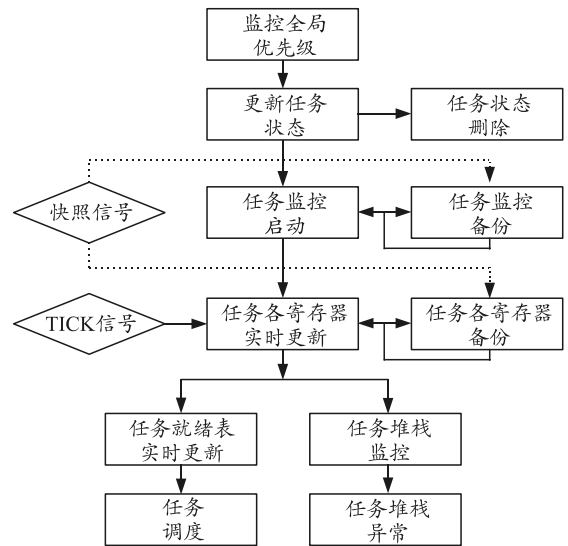 监控全局
优先级
更新任务
状态
任务状态
删除
快照信号
任务监控
启动
任务监控
备份
TICK信号
任务各寄存器
实时更新
任务各寄存器
备份
任务就绪表
实时更新
任务堆栈
监控
任务
调度
任务堆栈
异常